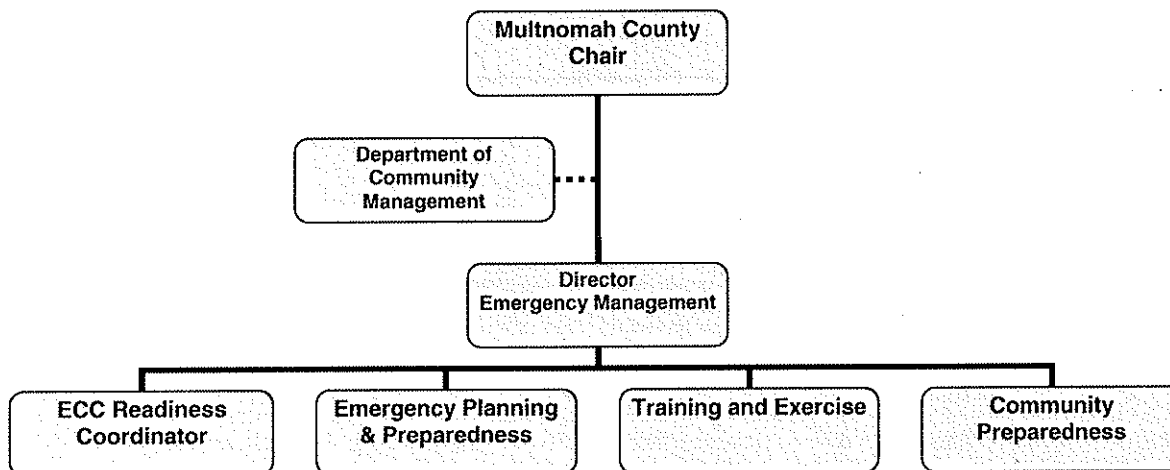 Multnomah County
Chair
Department of
Community
Management
Director
Emergency Management
ECC Readiness
Coordinator
Emergency Planning
& Preparedness
Training and Exercise
Community
Preparedness